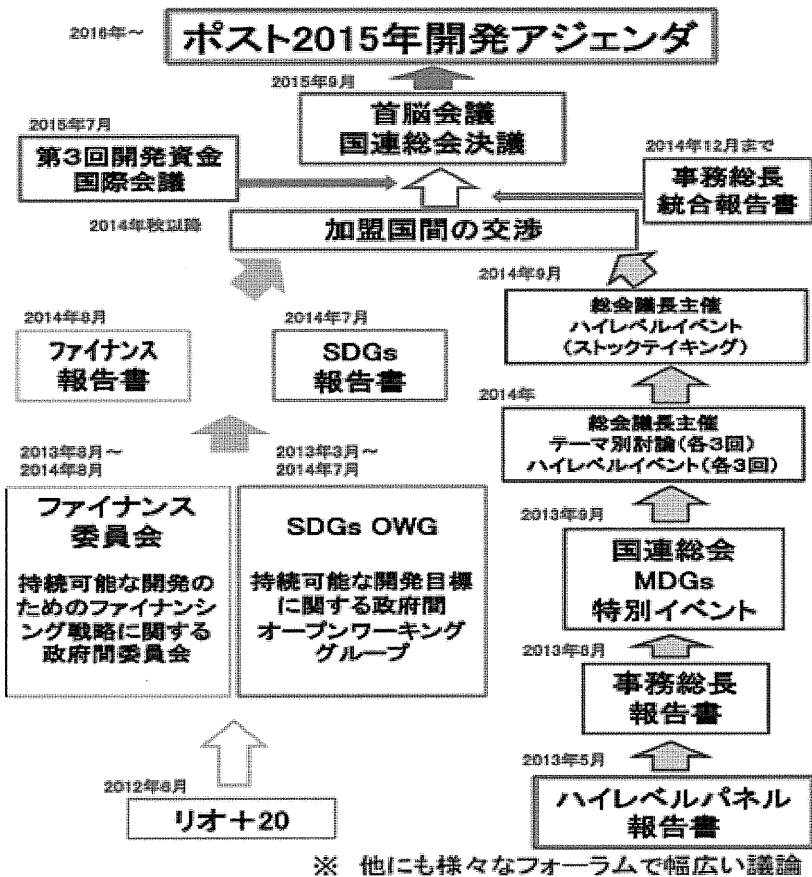 2016年～
ポスト2015年開発アジェンダ
2015年9月
首脳会議
国連総会決議
2015年7月
第3回開発資金
国際会議
2014年12月まで
事務総長
統合報告書
2014年秋以降
加盟国間の交渉
2014年8月
ファイナンス
報告書
2014年7月
SDGs
報告書
2014年9月
総会議長主催
ハイレベルイベント
(ストックテイキング)
2014年
総会議長主催
テーマ別討論(各3回)
ハイレベルイベント(各3回)
2013年8月～
2014年8月
ファイナンス
委員会
持続可能な開発の
ためのファイナンシ
ング戦略に関する
政府間委員会
2013年3月～
2014年7月
SDGs OWG
持続可能な開発目標
に関する政府間
オープンワーキング
グループ
2013年9月
国連総会
MDGs
特別イベント
2013年8月
事務総長
報告書
2012年6月
リオ＋20
2013年5月
ハイレベルパネル
報告書
※ 他にも様々なフォーラムで幅広い議論